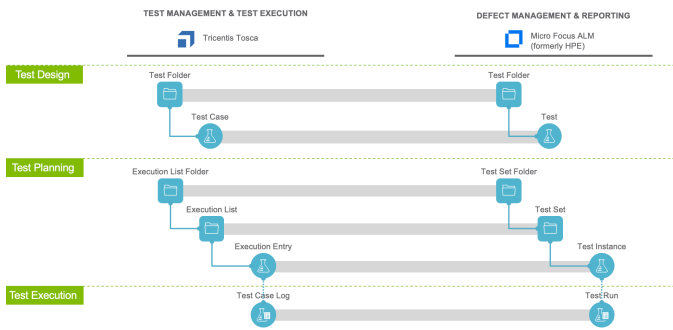 TEST MANAGEMENT & TEST EXECUTION
DEFECT MANAGEMENT & REPORTING
Tricentis Tosca
Micro Focus ALM
(formerly HPE)
Test Design
Test Folder
Test Folder
Test Case
Test
Test Planning
Execution List Folder
Test Set Folder
Execution List
Test Set
Execution Entry
Test Instance
Test Execution
Test Case Log
Test Run